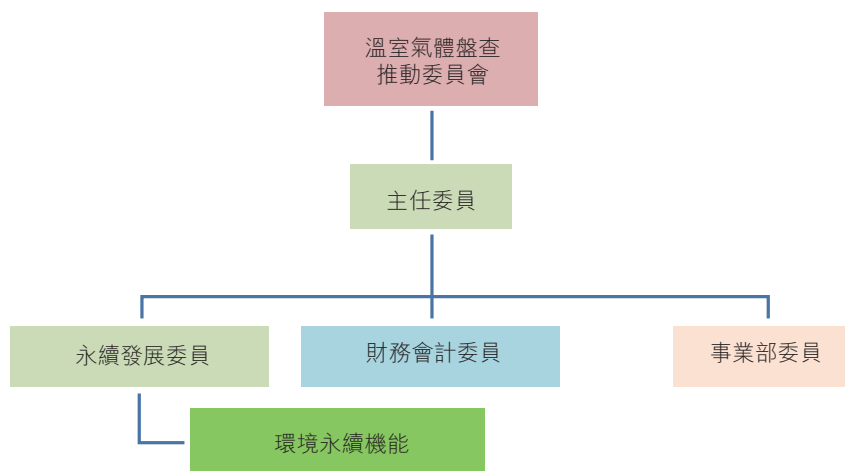 溫室氣體盤查
推動委員會
主任委員
永續發展委員
財務會計委員
事業部委員
環境永續機能